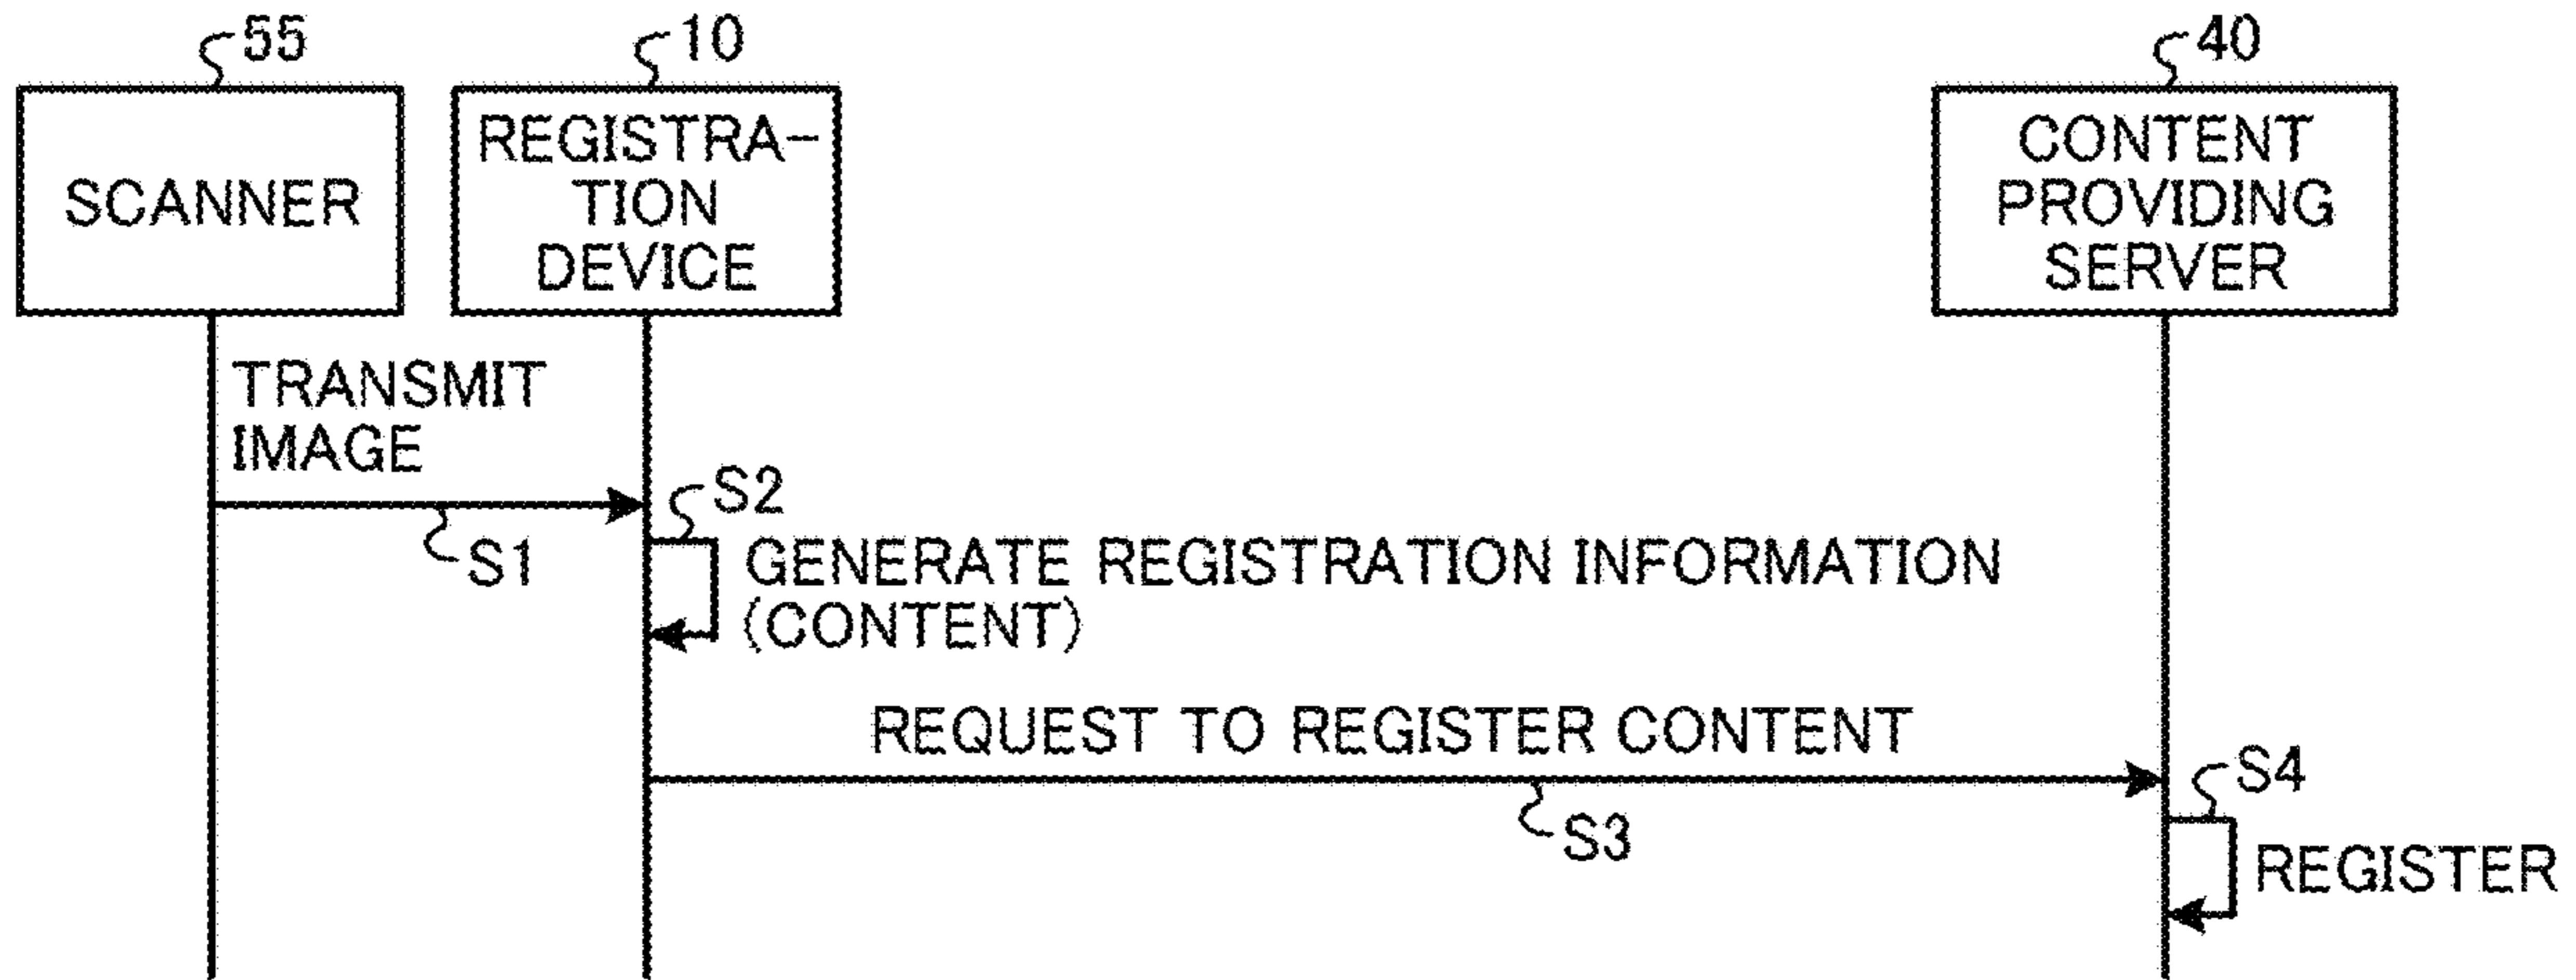 55
10
40
SCANNER
REGISTRA-
TION
DEVICE
CONTENT
PROVIDING
SERVER
TRANSMIT
IMAGE
S1
S2
GENERATE REGISTRATION INFORMATION
(CONTENT)
REQUEST TO REGISTER CONTENT
S3
S4
REGISTER